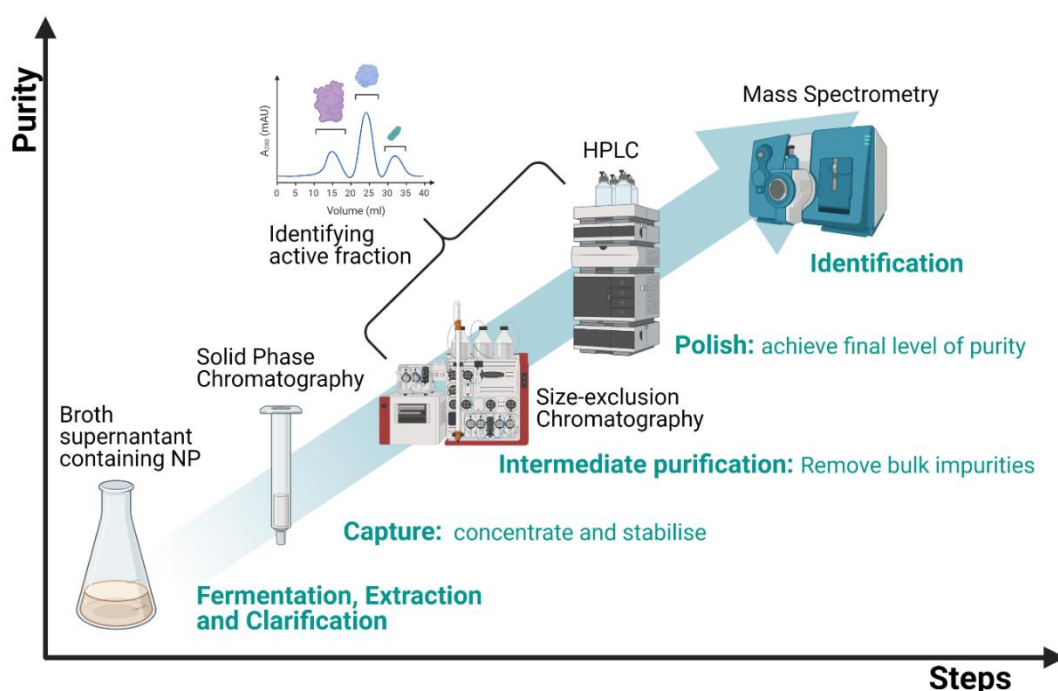 Purity
A280 (mAU)
0 5 10 15 20 25 30 35 40
Volume (ml)
Identifying
active fraction
Mass Spectrometry
HPLC
Identification
Polish: achieve final level of purity
Solid Phase
Chromatography
Size-exclusion
Chromatography
Broth
supernantant
containing NP
Intermediate purification: Remove bulk impurities
Capture: concentrate and stabilise
Fermentation, Extraction
and Clarification
Steps